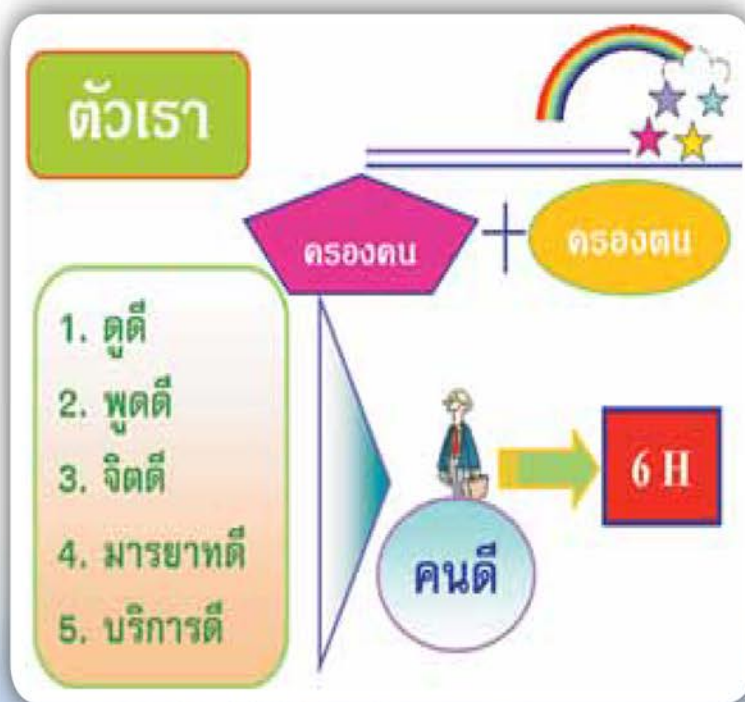 ตัวเรา
ครองตน
+
ครองตน
1. ดูดี
2. พูดดี
3. จิตดี
4. มารยาทดี
5. บริการดี
คนดี
6 H